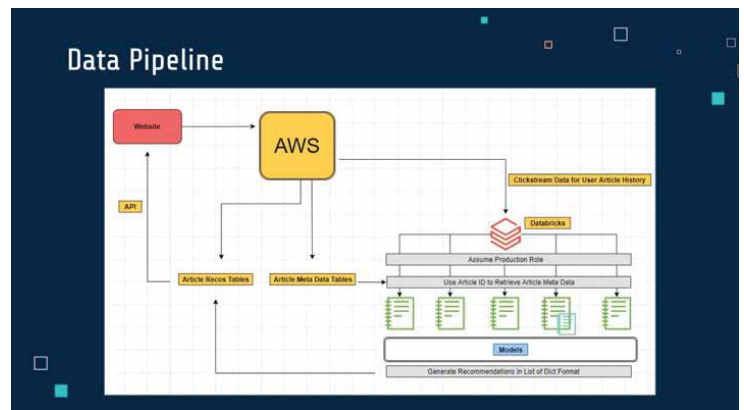 Data Pipeline
Website
AWS
Clickstream Data for User Article History
API
Databricks
Assume Production Role
Article Recos Tables
Article Meta Data Tables
Use Article ID to Retrieve Article Meta Data
Models
Generate Recommendations in List of Dict Format